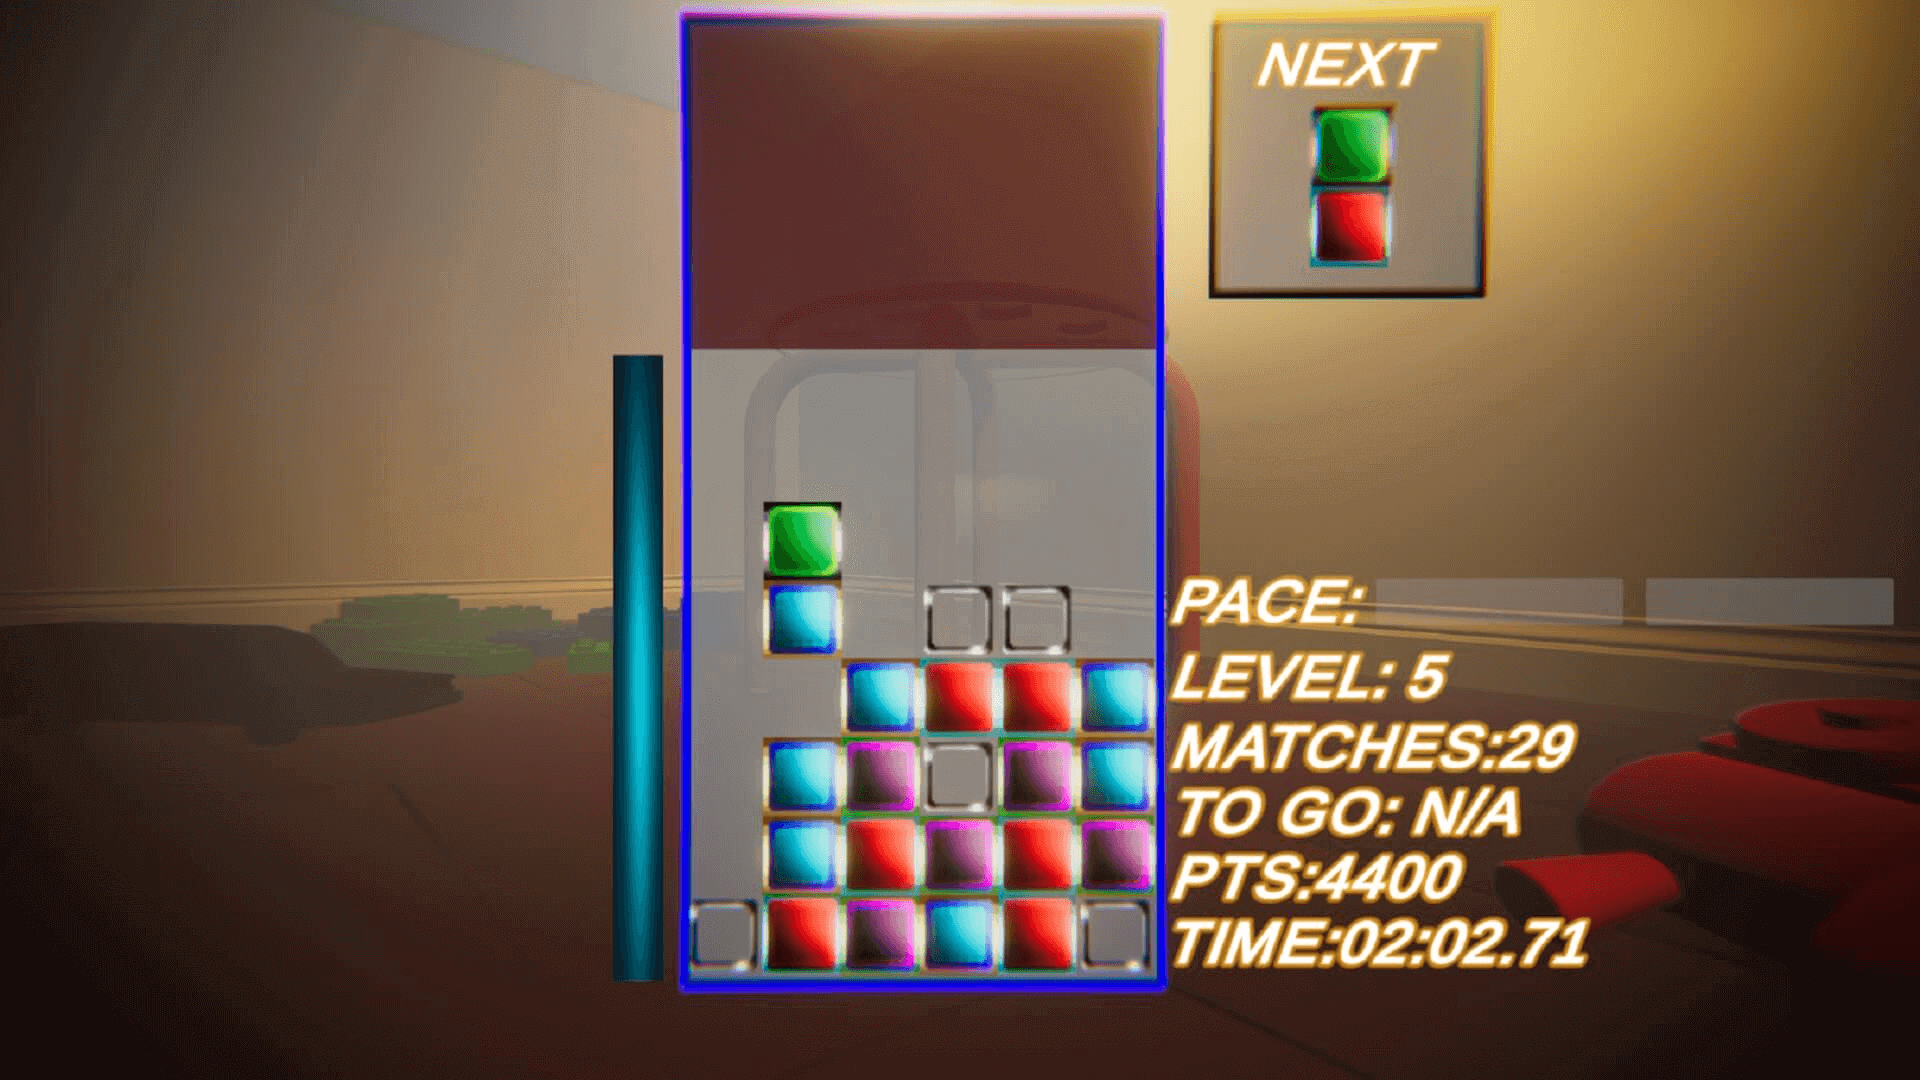 NEXT
PACE:
LEVEL: 5
MATCHES:29
TO GO: N/A
PTS:4400
TIME:02:02.71